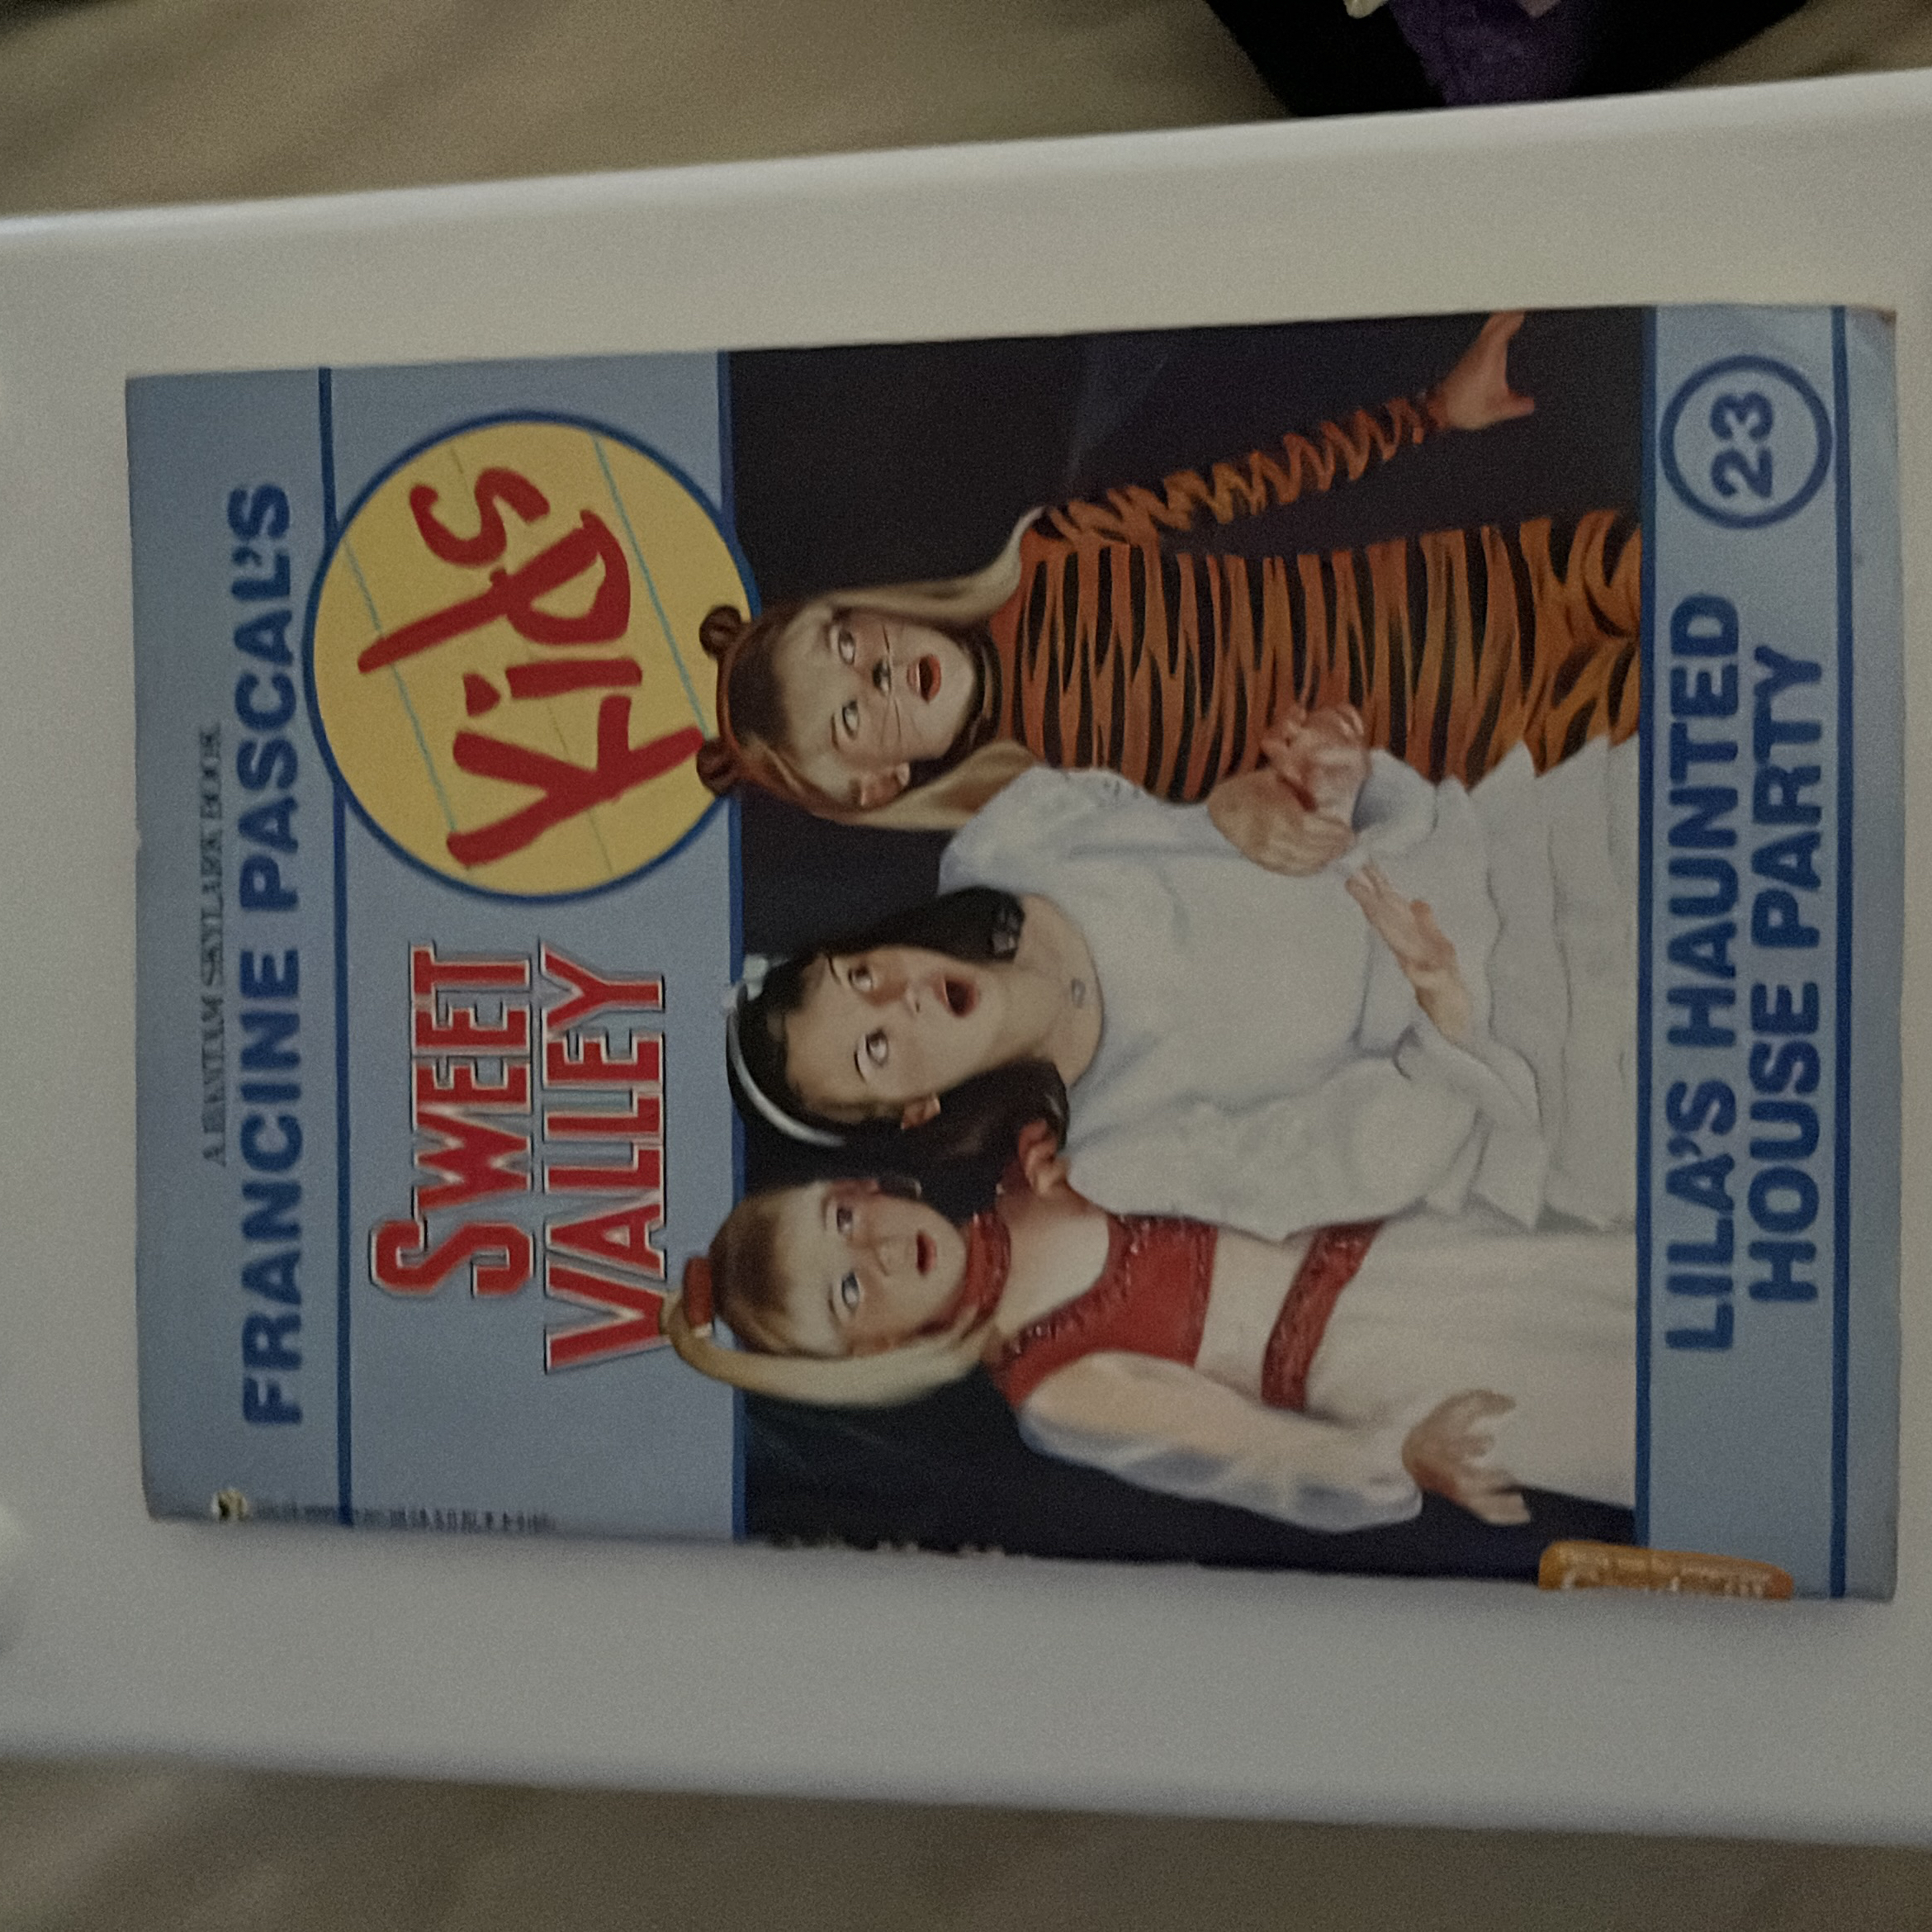 A BANTAM SKYLARK BOOK
FRANCINE PASCAL'S
SWEET
VALLEY
Kids
LILA'S HAUNTED
HOUSE PARTY
23